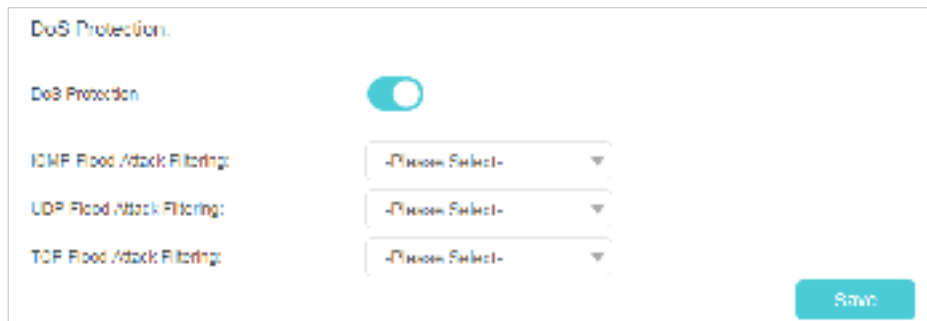 DoS Protection:
DoS Protection
ICMP Flood Attack Filtering: -Please Select-
UDP Flood Attack Filtering: -Please Select-
TCP Flood Attack Filtering: -Please Select-
Save